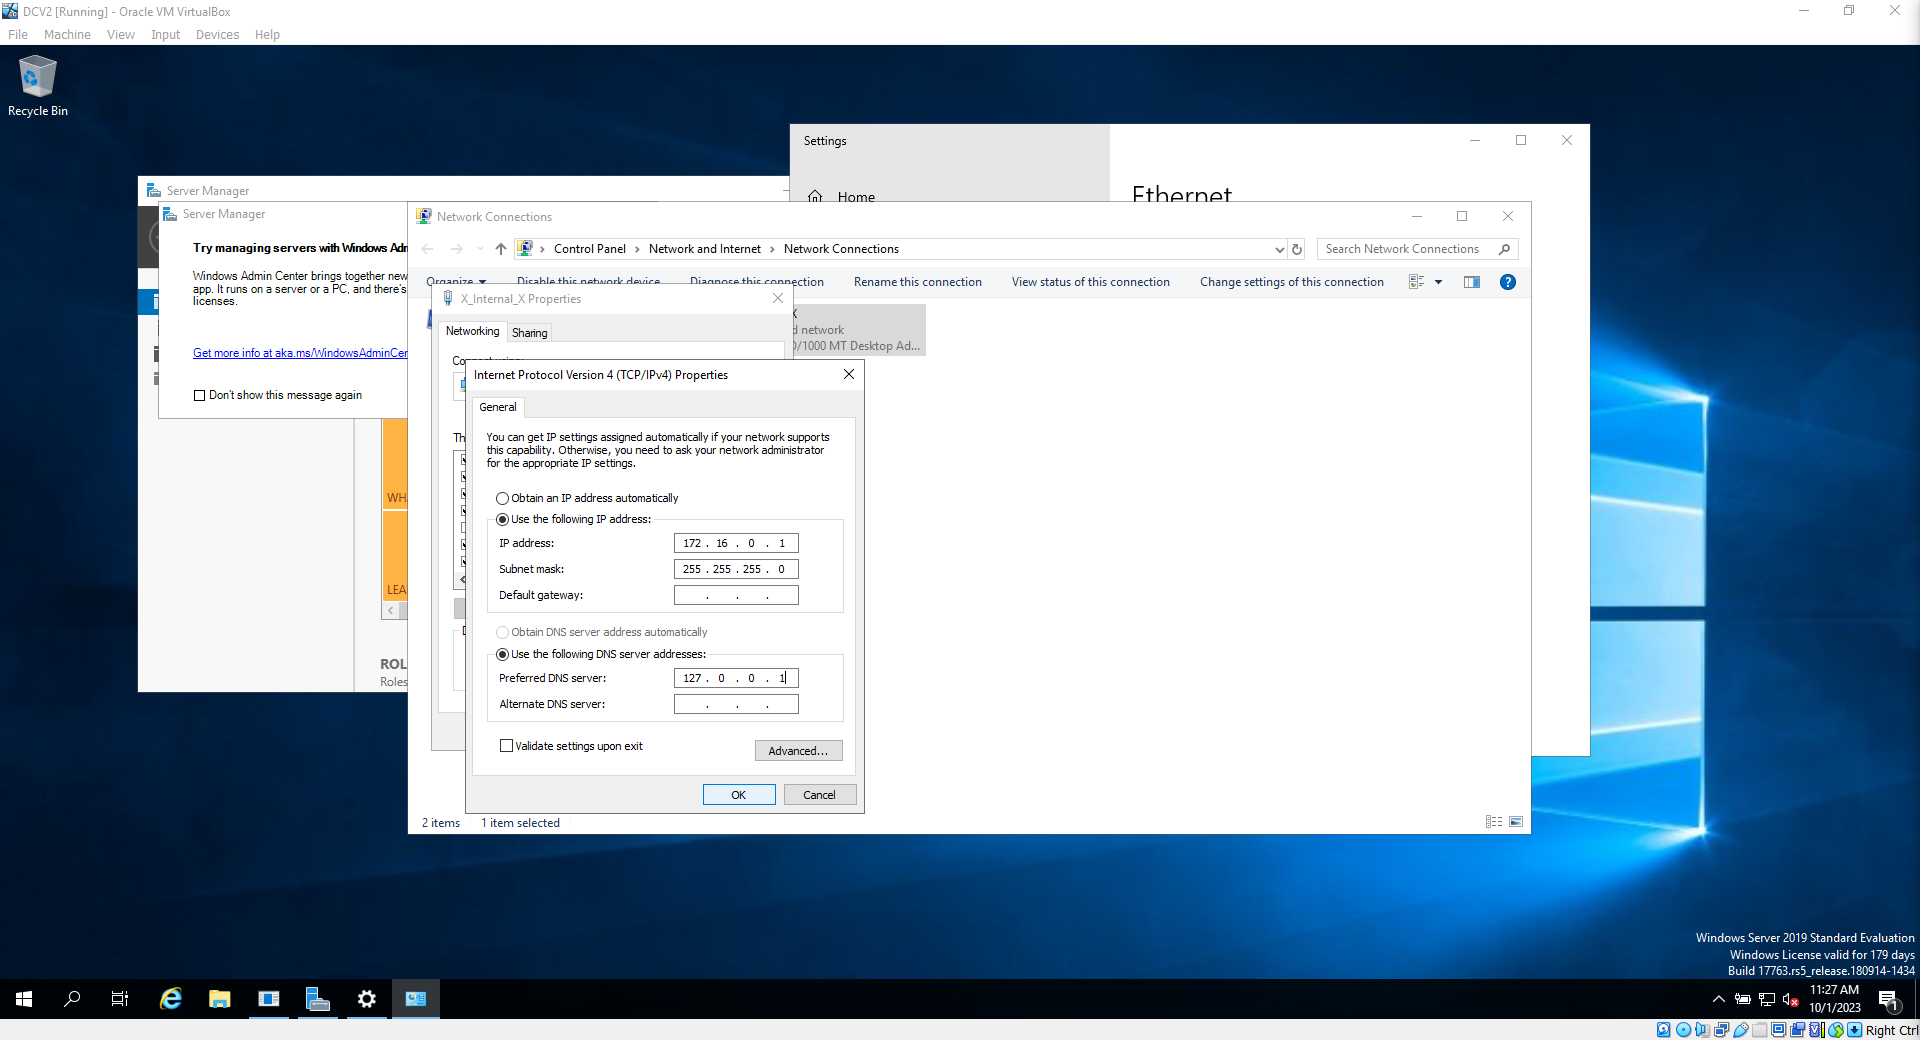 DCV2 [Running] - Oracle VM VirtualBox
File Machine View Input Devices Help
Recycle Bin
Settings
Home
Ethernet
Server Manager
Server Manager
Try managing servers with Windows Adr
Windows Admin Center brings together new
app. It runs on a server or a PC, and there's
licenses.
Get more info at aka.ms/WindowsAdminCer
Don't show this message again
WH
LEA
ROL
Roles
Network Connections
Control Panel > Network and Internet > Network Connections
Search Network Connections
Organize Disable this network device Diagnose this connection Rename this connection View status of this connection Change settings of this connection
X
d network
0/1000 MT Desktop Ad...
2 items 1 item selected
X_Internal_X Properties
Networking Sharing
Connect using:
Th
Internet Protocol Version 4 (TCP/IPv4) Properties
General
You can get IP settings assigned automatically if your network supports
this capability. Otherwise, you need to ask your network administrator
for the appropriate IP settings.
Obtain an IP address automatically
Use the following IP address:
IP address: 172 . 16 . 0 . 1
Subnet mask: 255 . 255 . 255 . 0
Default gateway: . . .
Obtain DNS server address automatically
Use the following DNS server addresses:
Preferred DNS server: 127 . 0 . 0 . 1
Alternate DNS server: . . .
Validate settings upon exit
Advanced...
OK Cancel
Windows Server 2019 Standard Evaluation
Windows License valid for 179 days
Build 17763.rs5_release.180914-1434
11:27 AM
10/1/2023
1
Right Ctrl